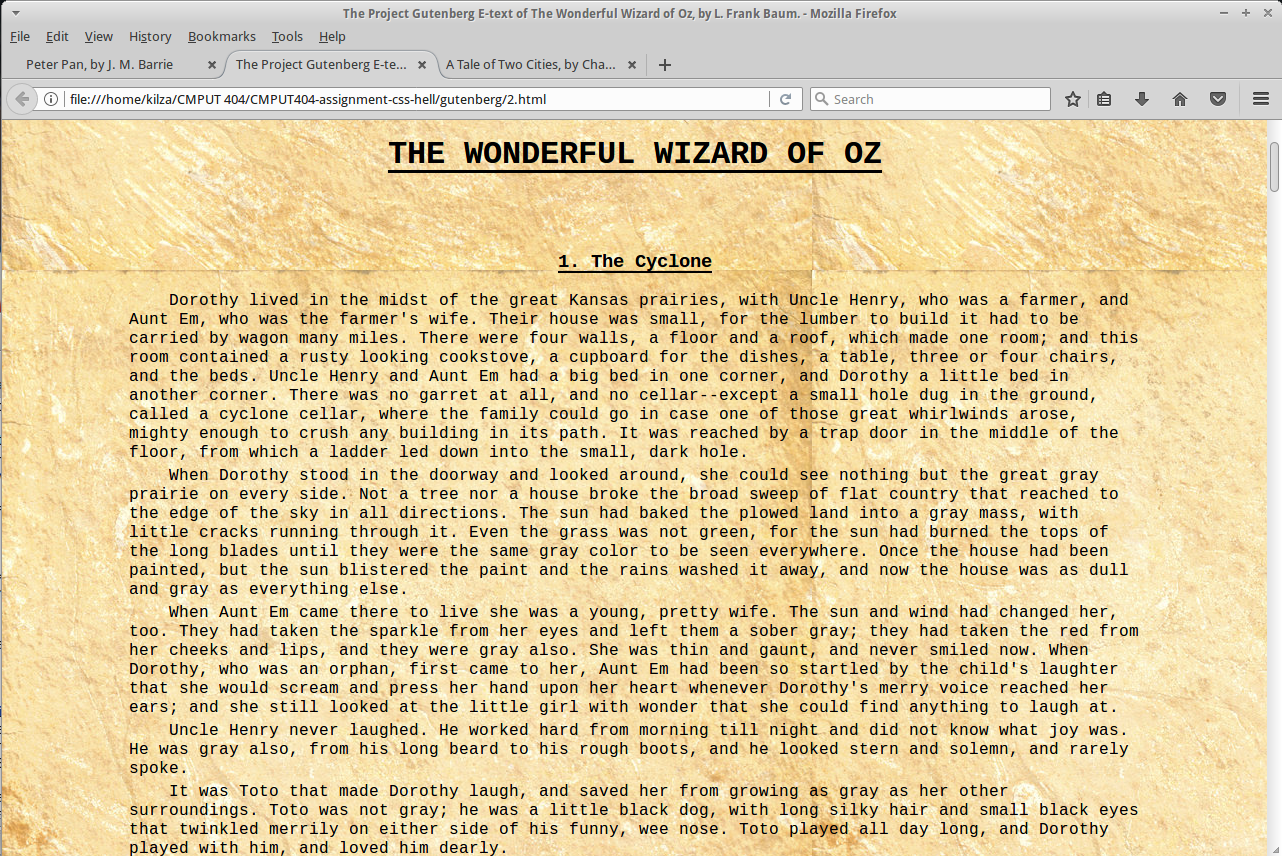 The Project Gutenberg E-text of The Wonderful Wizard of Oz, by L. Frank Baum. - Mozilla Firefox
File Edit View History Bookmarks Tools Help
Peter Pan, by J. M. Barrie × The Project Gutenberg E-te... × A Tale of Two Cities, by Cha... × +
file:///home/kilza/CMPUT 404/CMPUT404-assignment-css-hell/gutenberg/2.html Search
THE WONDERFUL WIZARD OF OZ
1. The Cyclone
Dorothy lived in the midst of the great Kansas prairies, with Uncle Henry, who was a farmer, and
Aunt Em, who was the farmer's wife. Their house was small, for the lumber to build it had to be
carried by wagon many miles. There were four walls, a floor and a roof, which made one room; and this
room contained a rusty looking cookstove, a cupboard for the dishes, a table, three or four chairs,
and the beds. Uncle Henry and Aunt Em had a big bed in one corner, and Dorothy a little bed in
another corner. There was no garret at all, and no cellar--except a small hole dug in the ground,
called a cyclone cellar, where the family could go in case one of those great whirlwinds arose,
mighty enough to crush any building in its path. It was reached by a trap door in the middle of the
floor, from which a ladder led down into the small, dark hole.
When Dorothy stood in the doorway and looked around, she could see nothing but the great gray
prairie on every side. Not a tree nor a house broke the broad sweep of flat country that reached to
the edge of the sky in all directions. The sun had baked the plowed land into a gray mass, with
little cracks running through it. Even the grass was not green, for the sun had burned the tops of
the long blades until they were the same gray color to be seen everywhere. Once the house had been
painted, but the sun blistered the paint and the rains washed it away, and now the house was as dull
and gray as everything else.
When Aunt Em came there to live she was a young, pretty wife. The sun and wind had changed her,
too. They had taken the sparkle from her eyes and left them a sober gray; they had taken the red from
her cheeks and lips, and they were gray also. She was thin and gaunt, and never smiled now. When
Dorothy, who was an orphan, first came to her, Aunt Em had been so startled by the child's laughter
that she would scream and press her hand upon her heart whenever Dorothy's merry voice reached her
ears; and she still looked at the little girl with wonder that she could find anything to laugh at.
Uncle Henry never laughed. He worked hard from morning till night and did not know what joy was.
He was gray also, from his long beard to his rough boots, and he looked stern and solemn, and rarely
spoke.
It was Toto that made Dorothy laugh, and saved her from growing as gray as her other
surroundings. Toto was not gray; he was a little black dog, with long silky hair and small black eyes
that twinkled merrily on either side of his funny, wee nose. Toto played all day long, and Dorothy
played with him, and loved him dearly.